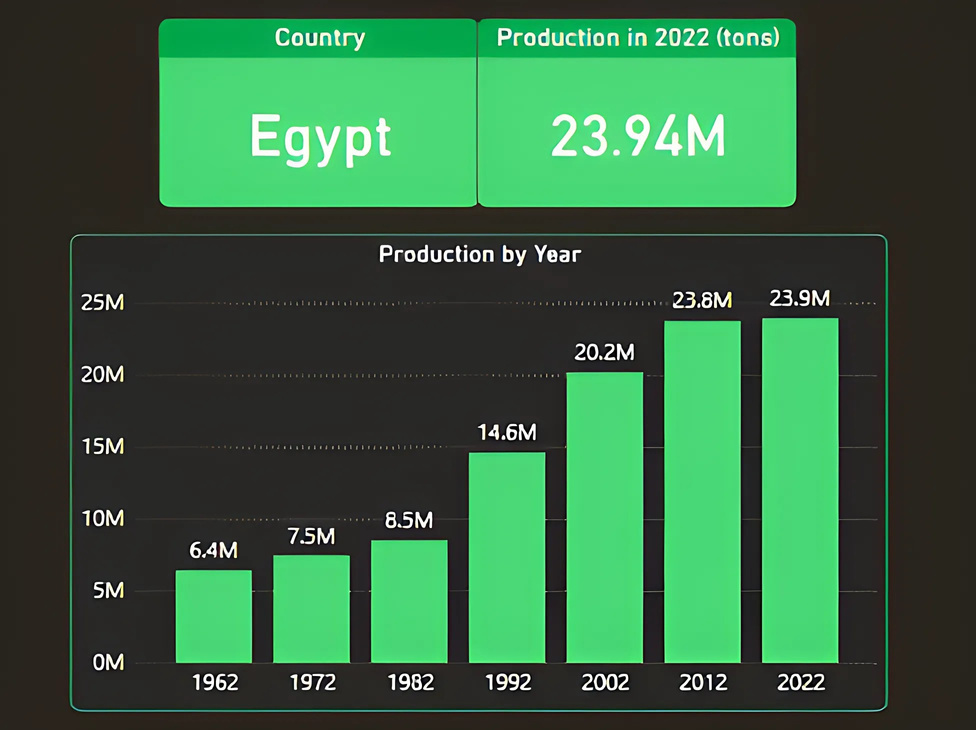 Country
Production in 2022 (tons)
Egypt
23.94M
Production by Year
25M
20M
15M
10M
5M
0M
6.4M
7.5M
8.5M
14.6M
20.2M
23.8M
23.9M
1962 1972 1982 1992 2002 2012 2022